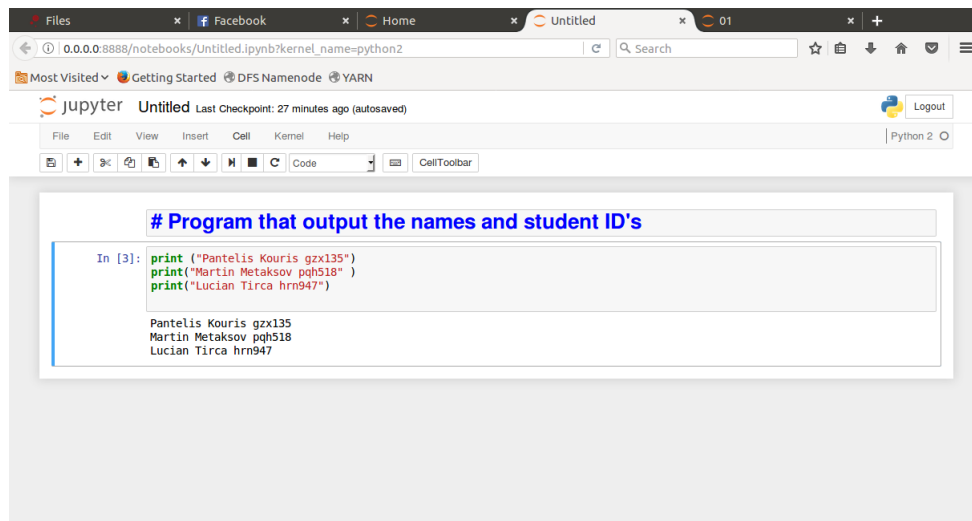 Files
Facebook
Home
Untitled
01
0.0.0.0:8888/notebooks/Untitled.ipynb?kernel_name=python2
Search
Most Visited
Getting Started
DFS Namenode
YARN
jupyter Untitled Last Checkpoint: 27 minutes ago (autosaved)
Logout
File Edit View Insert Cell Kernel Help
Python 2
Code
CellToolbar
# Program that output the names and student ID's
In [3]: print ("Pantelis Kouris gzx135")
print("Martin Metaksov pqh518" )
print("Lucian Tirca hrn947")
Pantelis Kouris gzx135
Martin Metaksov pqh518
Lucian Tirca hrn947